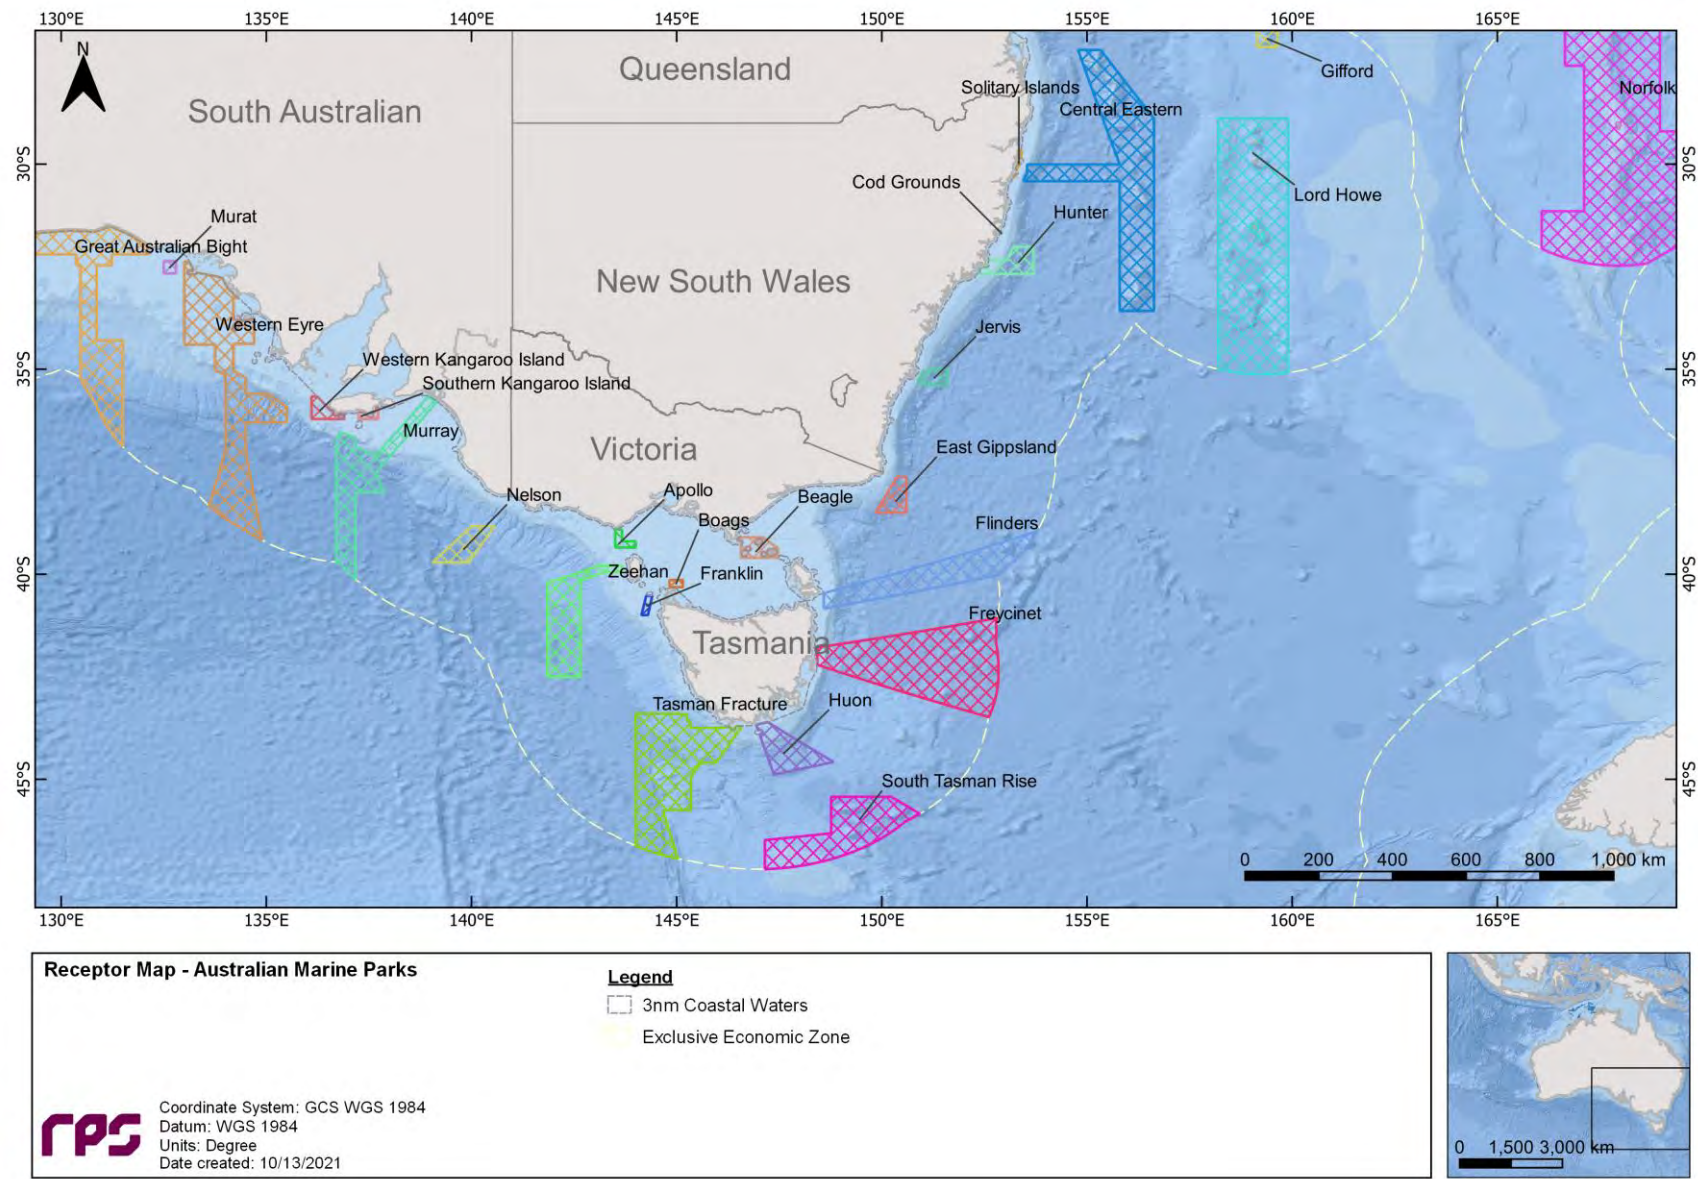 130°E 135°E 140°E 145°E 150°E 155°E 160°E 165°E
N
Queensland
Gifford
South Australian
Solitary Islands
Norfolk
Central Eastern
30°S
30°S
Cod Grounds
Lord Howe
Murat
Hunter
Great Australian Bight
New South Wales
Western Eyre
Jervis
Western Kangaroo Island
35°S
35°S
Southern Kangaroo Island
Murray
Victoria
East Gippsland
Nelson
Apollo
Beagle
Boags
Flinders
40°S
Zeehan
Franklin
40°S
Freycinet
Tasmania
Tasman Fracture
Huon
45°S
South Tasman Rise
45°S
0 200 400 600 800 1,000 km
130°E 135°E 140°E 145°E 150°E 155°E 160°E 165°E
Receptor Map - Australian Marine Parks
Legend
3nm Coastal Waters
Exclusive Economic Zone
rps
Coordinate System: GCS WGS 1984
Datum: WGS 1984
Units: Degree
Date created: 10/13/2021
0 1,500 3,000 km